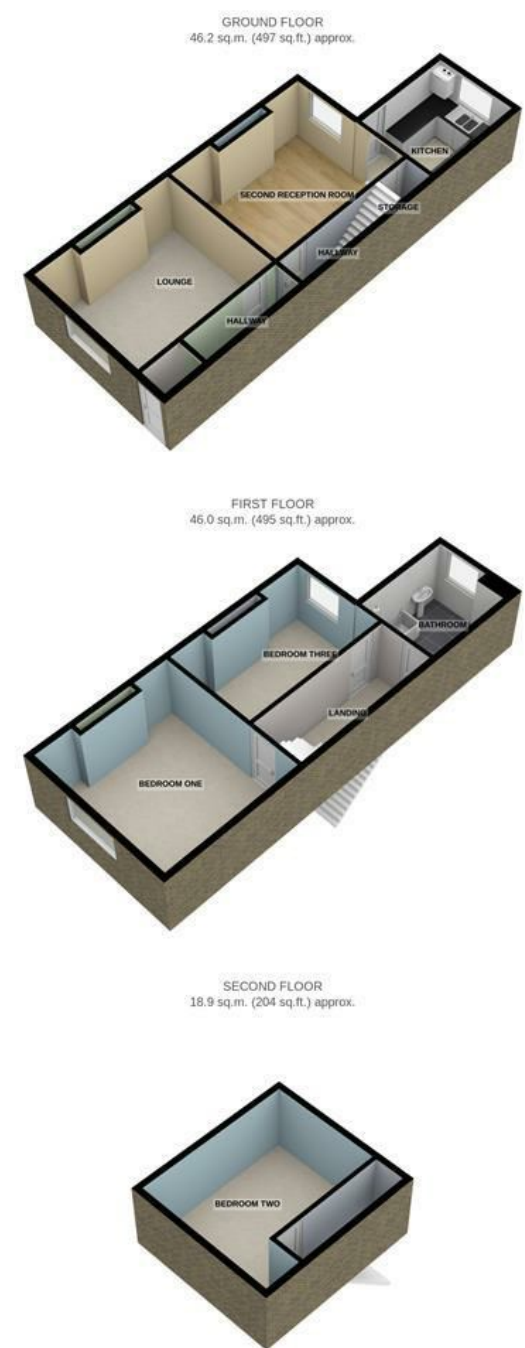 GROUND FLOOR
46.2 sq.m. (497 sq.ft.) approx.
KITCHEN
SECOND RECEPTION ROOM
STORAGE
HALLWAY
LOUNGE
HALLWAY
FIRST FLOOR
46.0 sq.m. (495 sq.ft.) approx.
BATHROOM
BEDROOM THREE
LANDING
BEDROOM ONE
SECOND FLOOR
18.9 sq.m. (204 sq.ft.) approx.
BEDROOM TWO